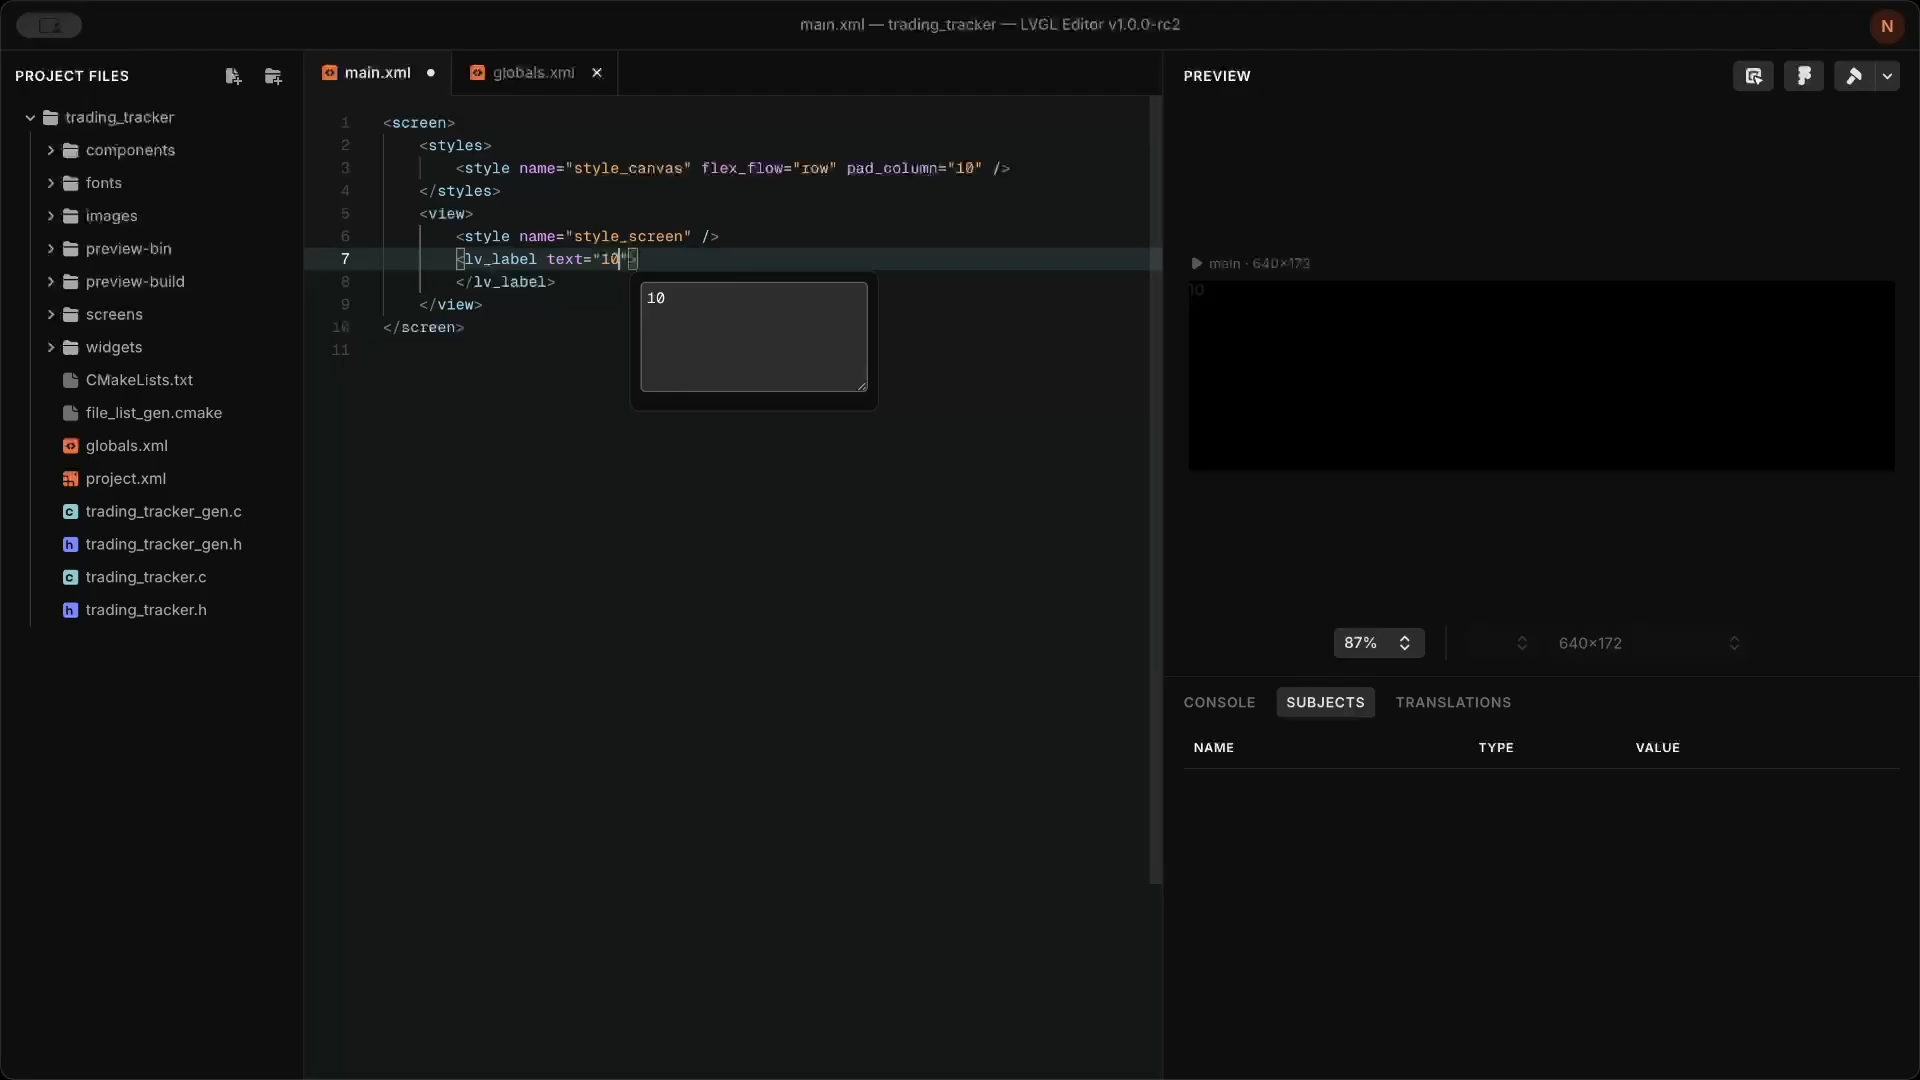 main.xml — trading_tracker — LVGL Editor v1.0.0-rc2
N
PROJECT FILES
trading_tracker
components
fonts
images
preview-bin
preview-build
screens
widgets
CMakeLists.txt
file_list_gen.cmake
globals.xml
project.xml
trading_tracker_gen.c
trading_tracker_gen.h
trading_tracker.c
trading_tracker.h
main.xml
globals.xml
1 <screen>
2 <styles>
3 <style name="style_canvas" flex_flow="row" pad_column="10" />
4 </styles>
5 <view>
6 <style name="style_screen" />
7 <lv_label text="10">
8 </lv_label>
9 </view>
10 </screen>
11
10
PREVIEW
main · 640×173
10
87%
640×172
CONSOLE SUBJECTS TRANSLATIONS
NAME TYPE VALUE